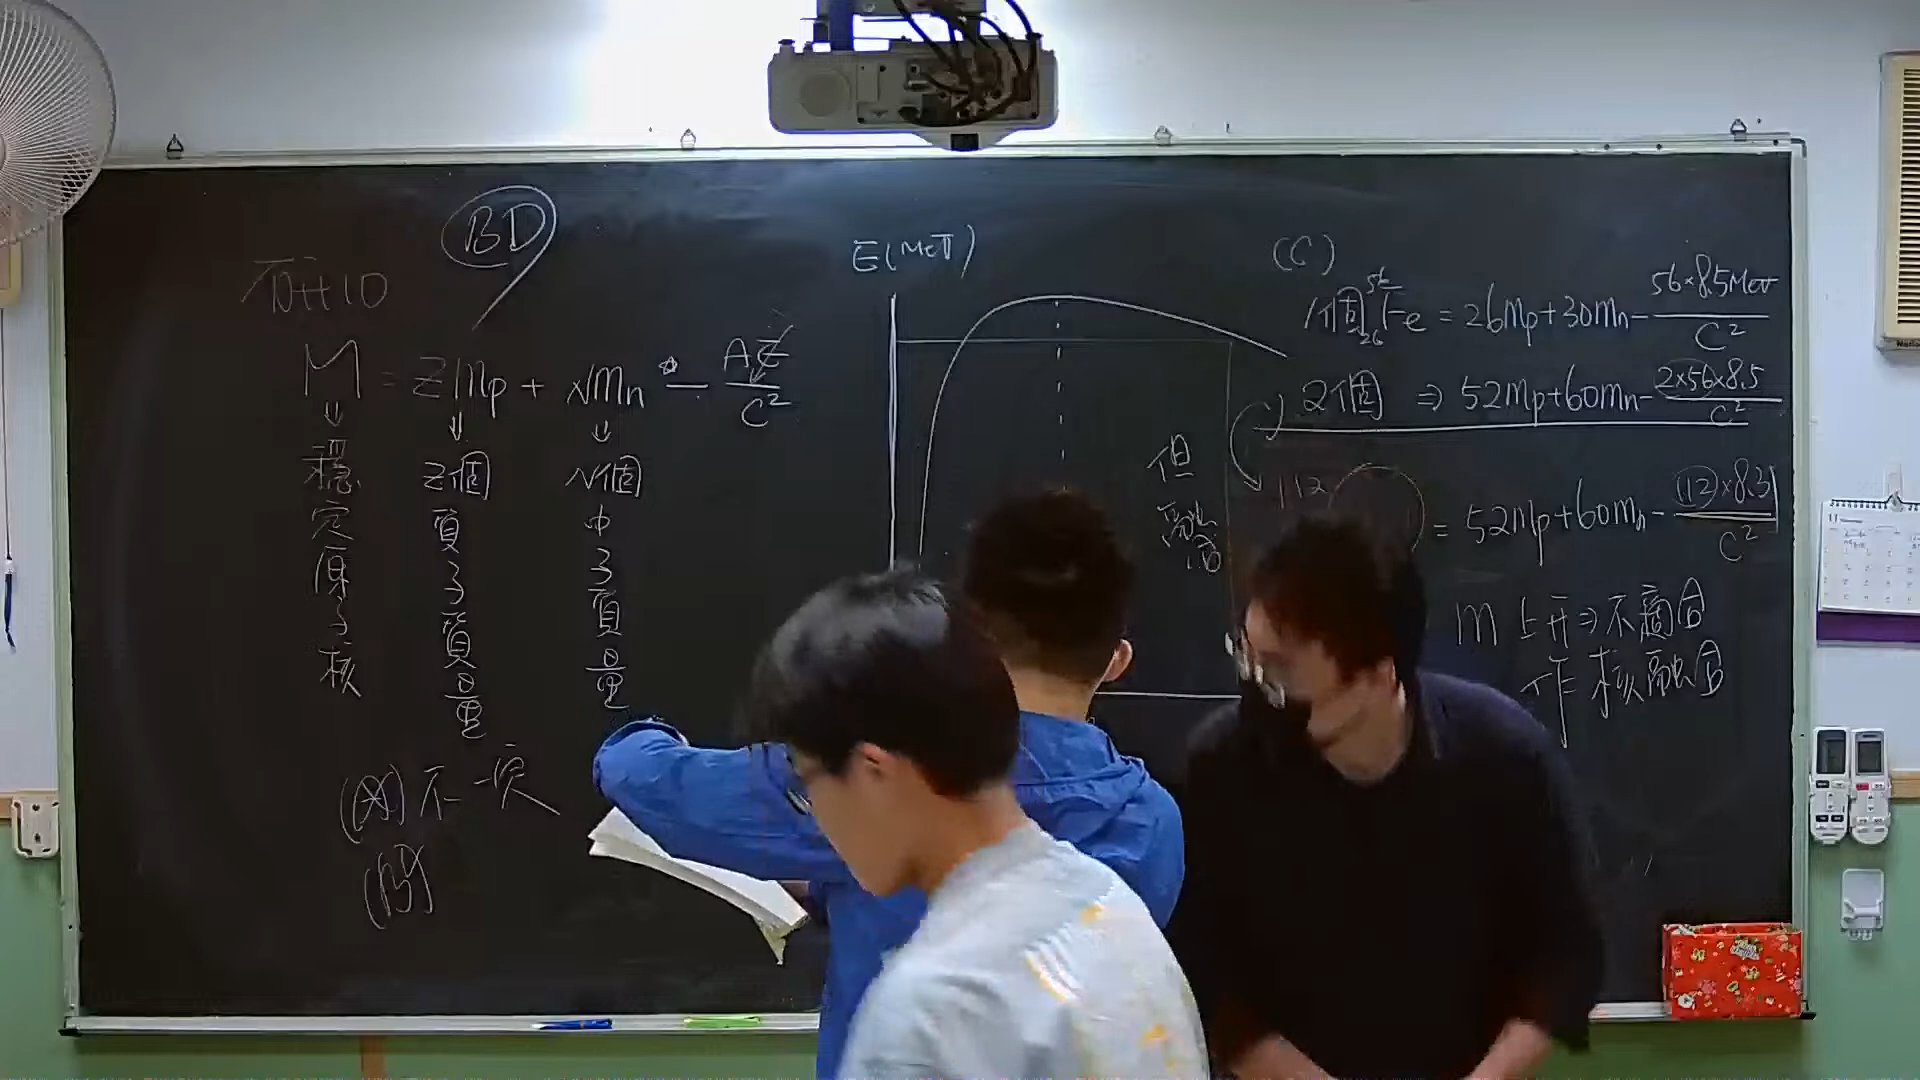 BD
M = ZMp + NMn - AE/C²
穩定原子核
Z個質子質量
N個中子質量
(A) 不一定
(B)
E(MeV)
但
融合
(C)
1個 ⁵⁶₂₆Fe = 26Mp+30Mn- 56×8.5MeV/C²
2個 ⇒ 52Mp+60Mn- 2×56×8.5/C²
112
= 52Mp+60Mn- 112×8.3/C²
M 上升⇒不適合
作核融合